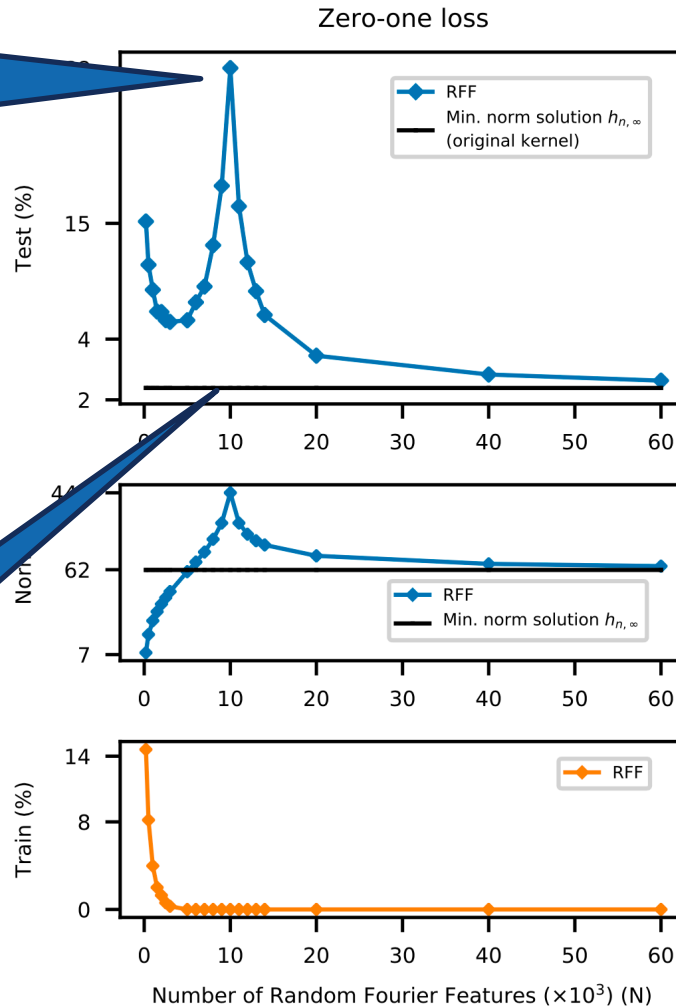 Zero-one loss
RFF
Min. norm solution h_{n,∞}
(original kernel)
Test (%)
15
4
2
10 20 30 40 50 60
62
7
RFF
Min. norm solution h_{n,∞}
0 10 20 30 40 50 60
Train (%)
14
8
0
RFF
0 10 20 30 40 50 60
Number of Random Fourier Features (×10³) (N)